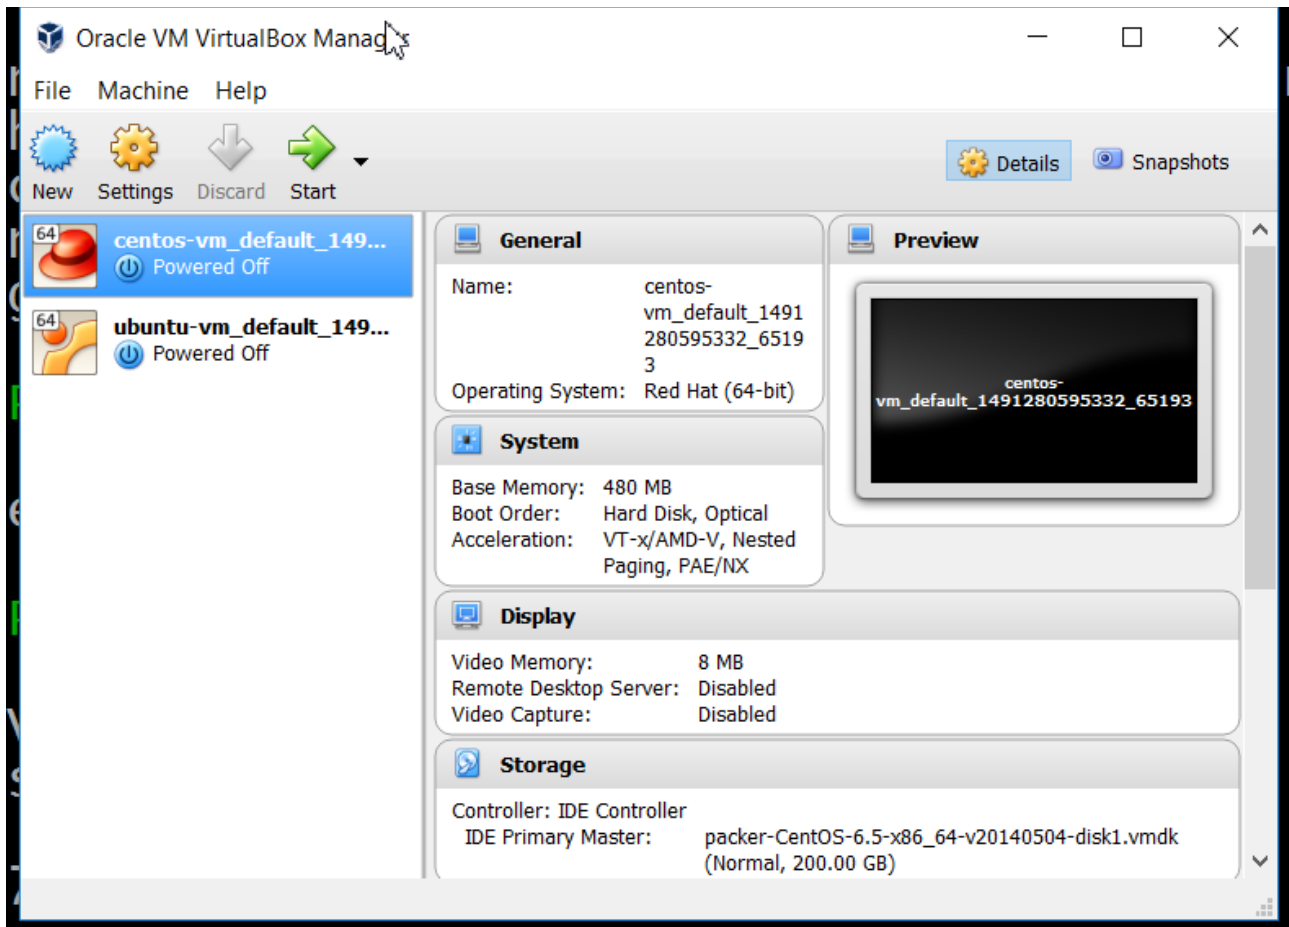 Oracle VM VirtualBox Manager
File Machine Help
New Settings Discard Start
Details Snapshots
64
centos-vm_default_149...
Powered Off
64
ubuntu-vm_default_149...
Powered Off
General
Name: centos-
vm_default_1491
280595332_6519
3
Operating System: Red Hat (64-bit)
Preview
centos-
vm_default_1491280595332_65193
System
Base Memory: 480 MB
Boot Order: Hard Disk, Optical
Acceleration: VT-x/AMD-V, Nested
Paging, PAE/NX
Display
Video Memory: 8 MB
Remote Desktop Server: Disabled
Video Capture: Disabled
Storage
Controller: IDE Controller
IDE Primary Master: packer-CentOS-6.5-x86_64-v20140504-disk1.vmdk
(Normal, 200.00 GB)